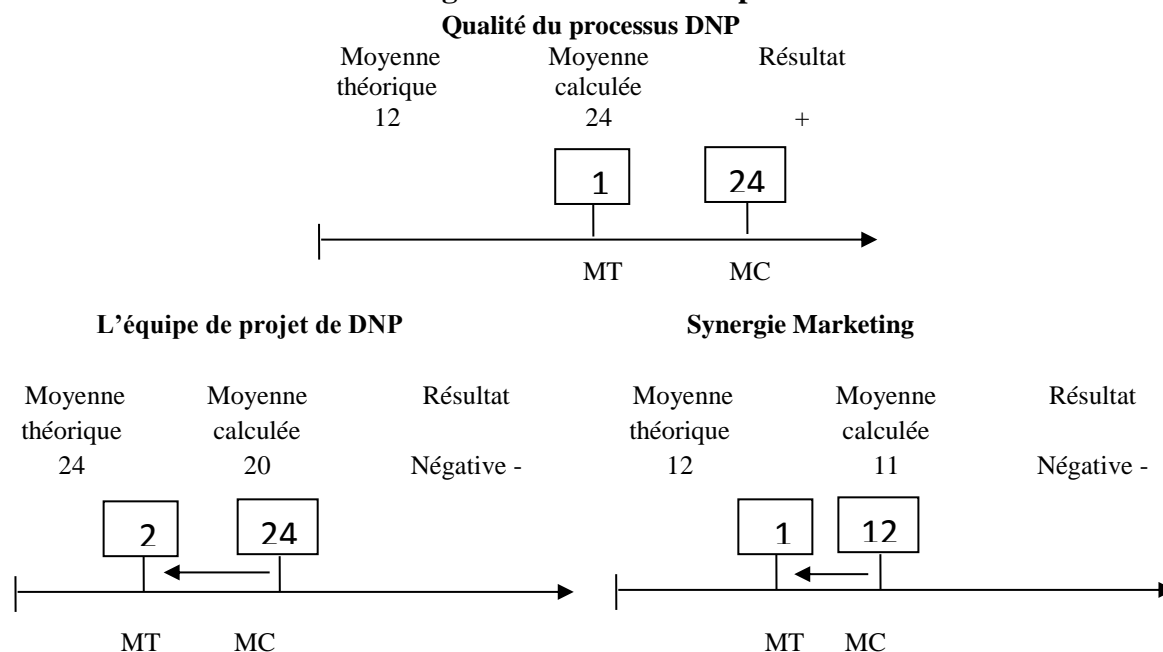 Qualité du processus DNP
Moyenne théorique Moyenne calculée Résultat
12 24 +
1 24
MT MC
L'équipe de projet de DNP
Moyenne théorique Moyenne calculée Résultat
24 20 Négative -
2 24
MT MC
Synergie Marketing
Moyenne théorique Moyenne calculée Résultat
12 11 Négative -
1 12
MT MC